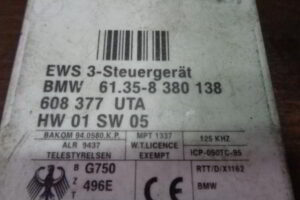 EWS 3-Steuergerät
BMW 61.35-8 380 138
608 377 UTA
HW 01 SW 05
BAKOM 94.0580.K.P. MPT 1337 125 KHZ
ALR 9437 W.T.LICENCE ICP-050TC-95
TELESTYRELSEN EXEMPT
B Z T G750 496E CE RTT/D/X1162
BMW